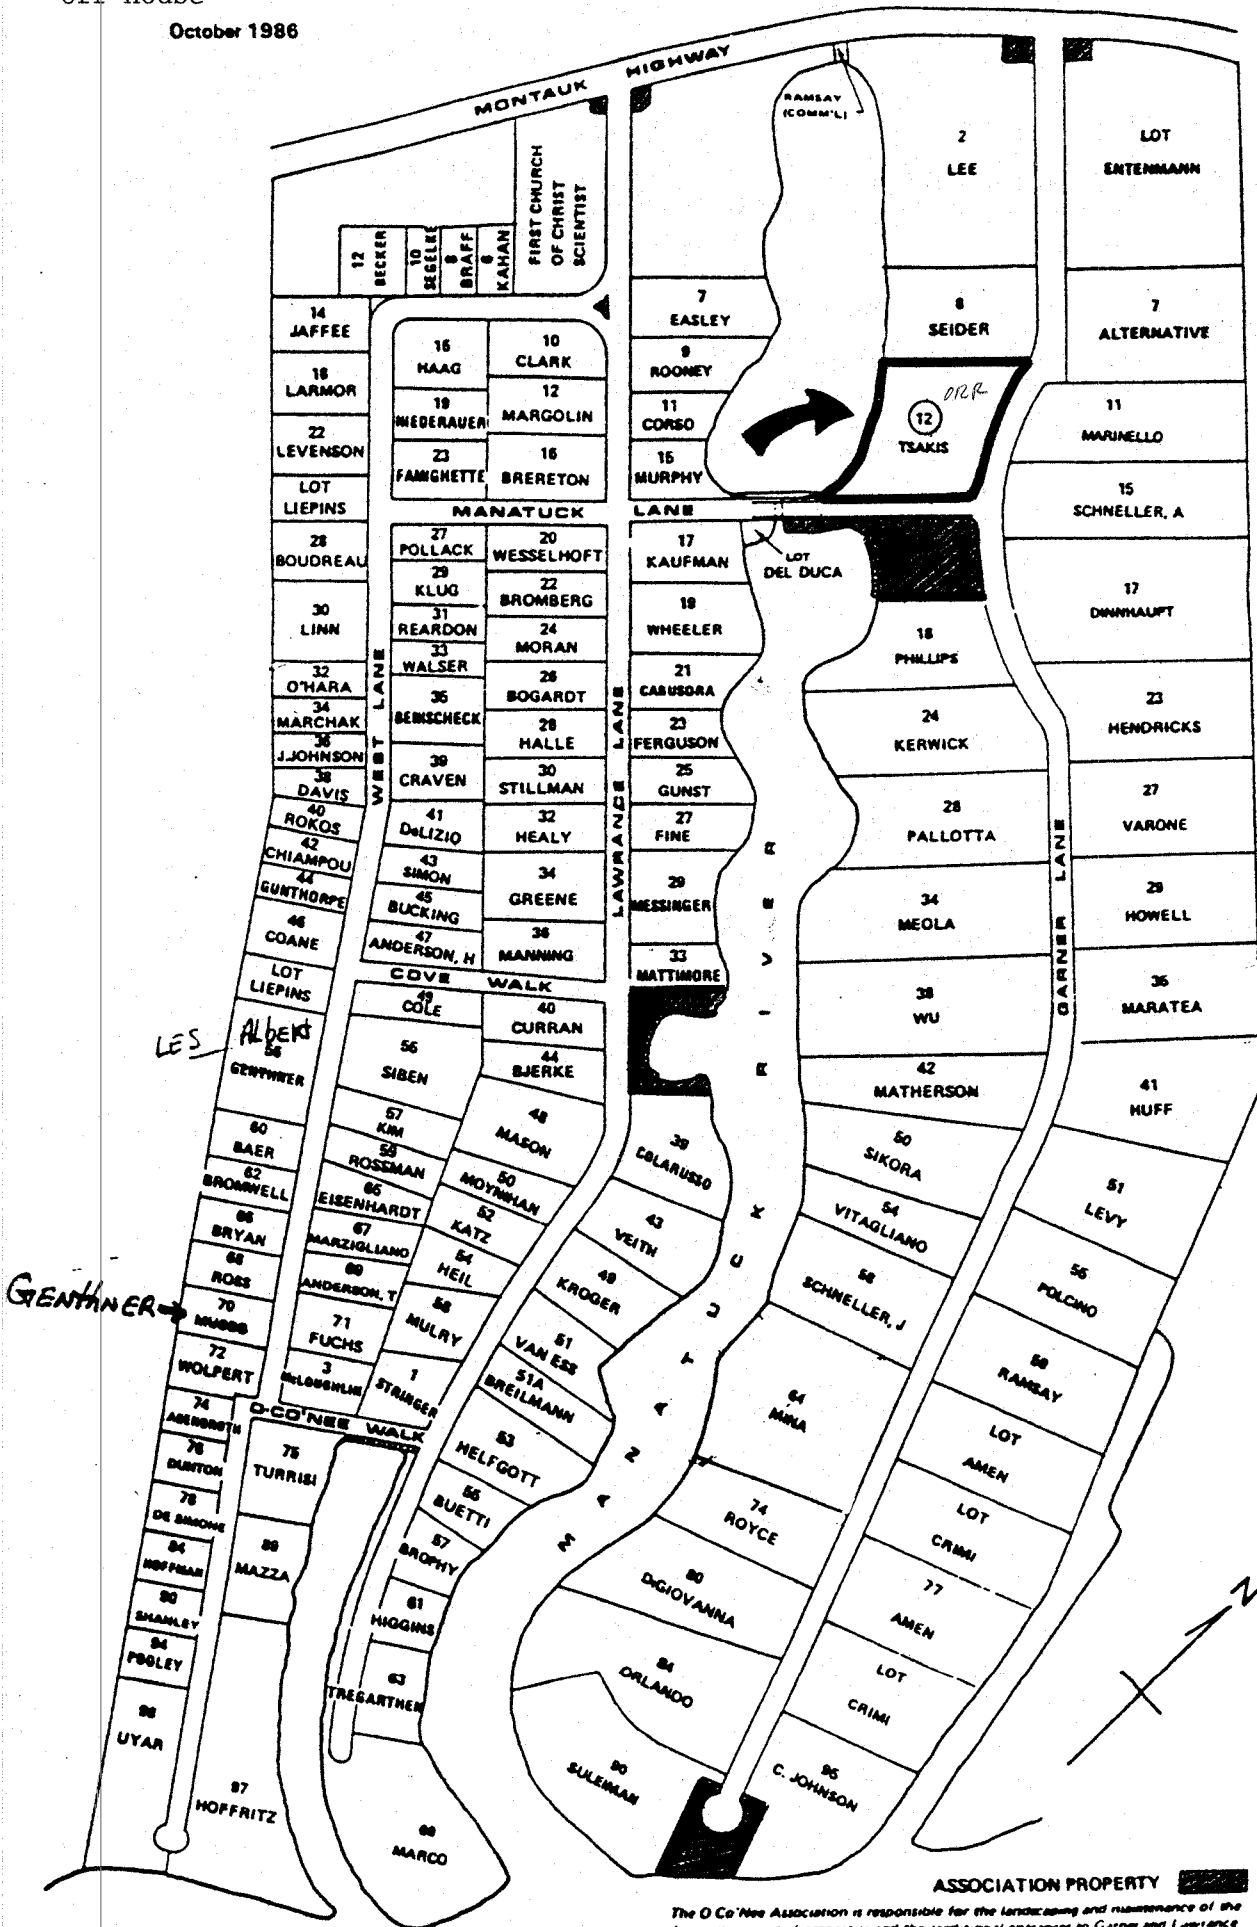 October 1986
MONTAUK HIGHWAY
RAMSAY
(COMM'L)
2
LEE
LOT
ENTENMANN
FIRST CHURCH
OF CHRIST
SCIENTIST
12
BECKER
10
SEGELKE
8
BRAFF
6
KAHAN
14
JAFFEE
18
LARMOR
22
LEVENSON
LOT
LIEPINS
15
HAAG
19
NIEDERAUER
23
FANIGHETTE
10
CLARK
12
MARGOLIN
16
BRERETON
7
EASLEY
9
ROONEY
11
CORSO
15
MURPHY
8
SEIDER
ORR
12
TSAKIS
7
ALTERNATIVE
11
MARINELLO
15
SCHNELLER, A
MANATUCK LANE
LOT
DEL DUCA
28
BOUDREAU
30
LINN
32
O'HARA
34
MARCHAK
36
J.JOHNSON
38
DAVIS
40
ROKOS
42
CHIAMPOU
44
GUNTHORPE
46
COANE
LOT
LIEPINS
WEST LANE
27
POLLACK
29
KLUG
31
REARDON
33
WALSER
35
BEINSCHECK
39
CRAVEN
41
DeLIZIO
43
SIMON
45
BUCKING
47
ANDERSON, H
20
WESSELHOFT
22
BROMBERG
24
MORAN
26
BOGARDT
28
HALLE
30
STILLMAN
32
HEALY
34
GREENE
36
MANNING
LAWRANCE LANE
17
KAUFMAN
19
WHEELER
21
CABUSORA
23
FERGUSON
25
GUNST
27
FINE
29
MESSINGER
33
MATTIMORE
18
PHILLIPS
24
KERWICK
28
PALLOTTA
34
MEOLA
38
WU
42
MATHERSON
50
SIKORA
54
VITAGLIANO
58
SCHNELLER, J
64
MINA
74
ROYCE
80
DiGIOVANNA
84
ORLANDO
90
SULEIMAN
GARNER LANE
17
DINNHAUPT
23
HENDRICKS
27
VARONE
29
HOWELL
35
MARATEA
41
HUFF
51
LEVY
55
POLCINO
59
RAMSAY
LOT
AMEN
LOT
CRIMI
77
AMEN
LOT
CRIMI
95
C. JOHNSON
COVE WALK
LES ALBERT
56
GENTHNER
60
BAER
62
BROMWELL
66
BRYAN
68
ROSS
GENTHNER
70
72
WOLPERT
74
ABENDROTH
76
DUNTON
78
DE SIMONE
84
HOFFMAN
90
SHANLEY
94
POOLEY
98
UYAR
49
COLE
55
SIBEN
57
KIM
59
ROSSMAN
65
EISENHARDT
67
MARZIGLIANO
69
ANDERSON, T
71
FUCHS
3
McLOUGHLIN
1
STRINGER
40
CURRAN
44
BJERKE
48
MASON
50
MOYNIHAN
52
KATZ
54
HEIL
58
MULRY
O-CO'NEE WALK
75
TURRISI
89
MAZZA
97
HOFFRITZ
39
COLARUSSO
43
VEITH
49
KROGER
51
VAN ESS
51A
BREILMANN
53
HELFGOTT
55
BUETTI
57
BROPHY
61
HIGGINS
63
TREGARTHEN
MARCO
MANATUCK RIVER
N
ASSOCIATION PROPERTY
The O Co'Nee Association is responsible for the landscaping and maintenance of the